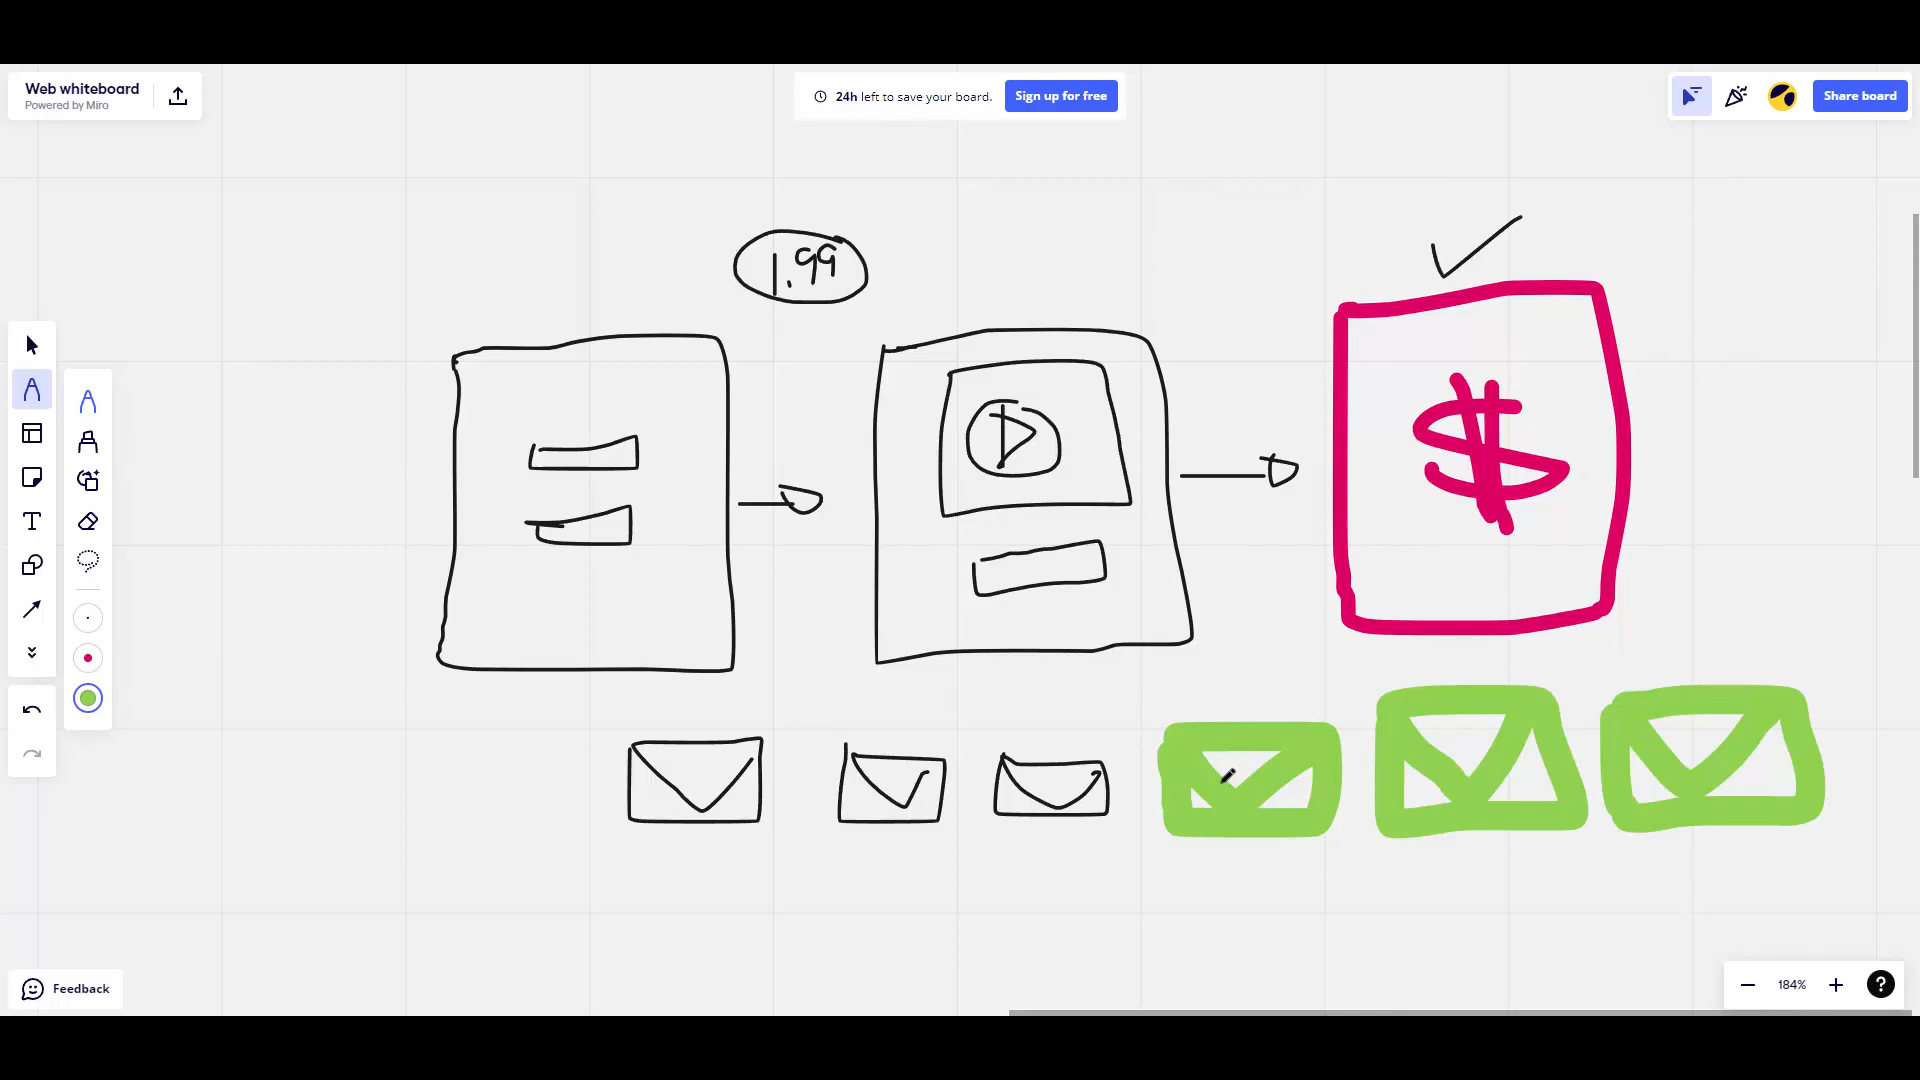 Web whiteboard
Powered by Miro
24h left to save your board.
Sign up for free
Share board
1.99
$
Feedback
184%
?